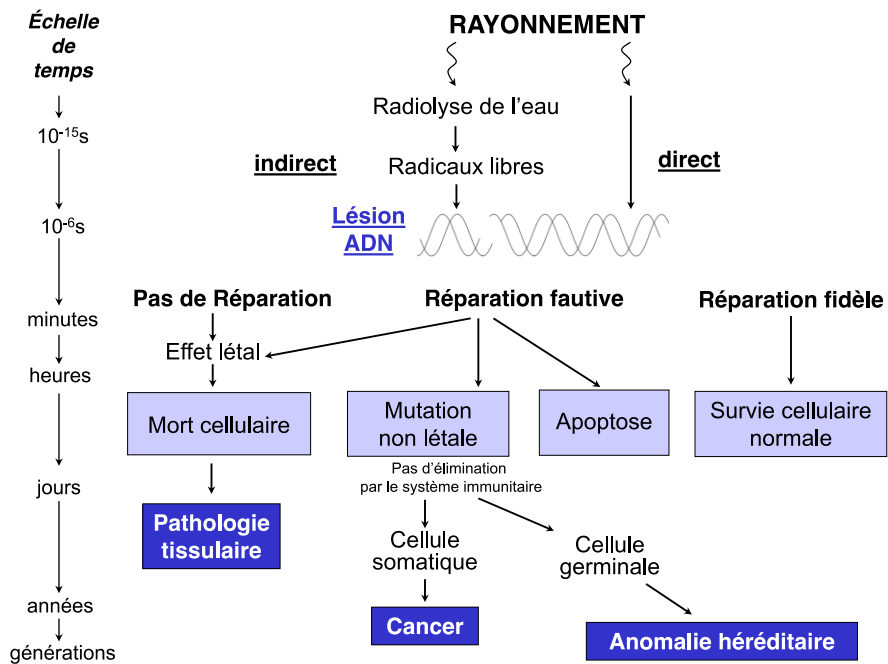 Échelle
de
temps
10⁻¹⁵s
10⁻⁶s
minutes
heures
jours
années
générations
RAYONNEMENT
Radiolyse de l'eau
indirect
Radicaux libres
direct
Lésion
ADN
Pas de Réparation
Réparation fautive
Réparation fidèle
Effet létal
Mort cellulaire
Mutation
non létale
Apoptose
Survie cellulaire
normale
Pas d'élimination
par le système immunitaire
Pathologie
tissulaire
Cellule
somatique
Cellule
germinale
Cancer
Anomalie héréditaire